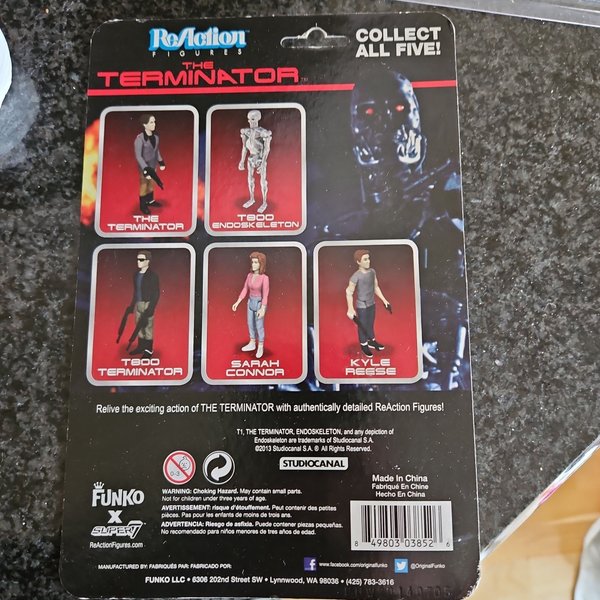 ReAction
FIGURES
COLLECT
ALL FIVE!
THE
TERMINATOR™
THE
TERMINATOR
T800
ENDOSKELETON
T800
TERMINATOR
SARAH
CONNOR
KYLE
REESE
Relive the exciting action of THE TERMINATOR with authentically detailed ReAction Figures!
T1, THE TERMINATOR, ENDOSKELETON, and any depiction of
Endoskeleton are trademarks of Studiocanal S.A.
©2013 Studiocanal S.A. ® All Rights Reserved.
STUDIOCANAL
0-3
FUNKO
X
SUPER7
ReActionFigures.com
WARNING: Choking Hazard. May contain small parts.
Not for children under three years of age.
AVERTISSEMENT: risque d'étouffement. Peut contenir des petites
pièces. Pas pour les enfants de moins de trois ans.
ADVERTENCIA: Riesgo de asfixia. Puede contener piezas pequeñas.
No recomendado para niños menores de tres años de edad.
Made In China
Fabriqué En Chine
Hecho En China
8 49803 03852 6
MANUFACTURED BY: FABRIQUÉS PAR: FABRICADO POR:
FUNKO LLC • 6306 202nd Street SW • Lynnwood, WA 98036 • (425) 783-3616
www.facebook.com/originalfunko
@OriginalFunko